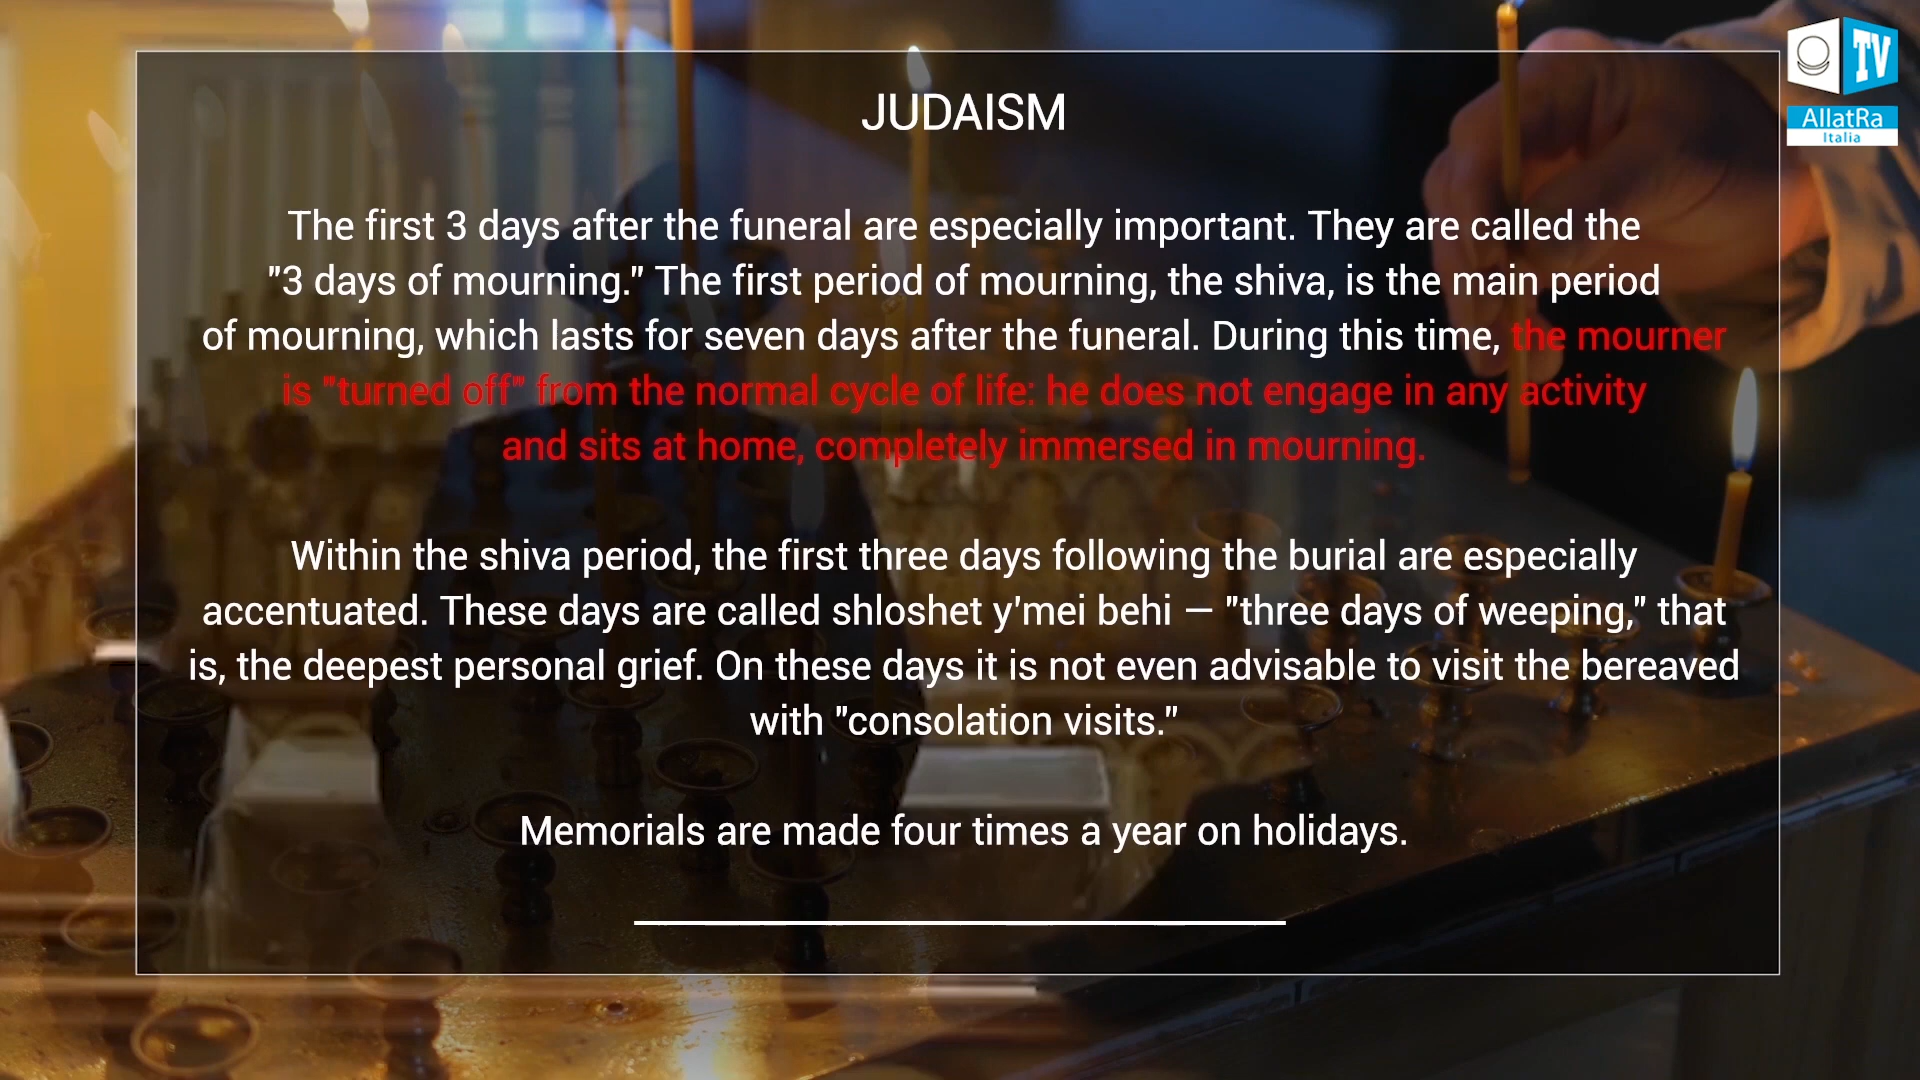 TV
AllatRa
Italia
JUDAISM
The first 3 days after the funeral are especially important. They are called the
"3 days of mourning." The first period of mourning, the shiva, is the main period
of mourning, which lasts for seven days after the funeral. During this time, the mourner
is "turned off" from the normal cycle of life: he does not engage in any activity
and sits at home, completely immersed in mourning.
Within the shiva period, the first three days following the burial are especially
accentuated. These days are called shloshet y'mei behi — "three days of weeping," that
is, the deepest personal grief. On these days it is not even advisable to visit the bereaved
with "consolation visits."
Memorials are made four times a year on holidays.